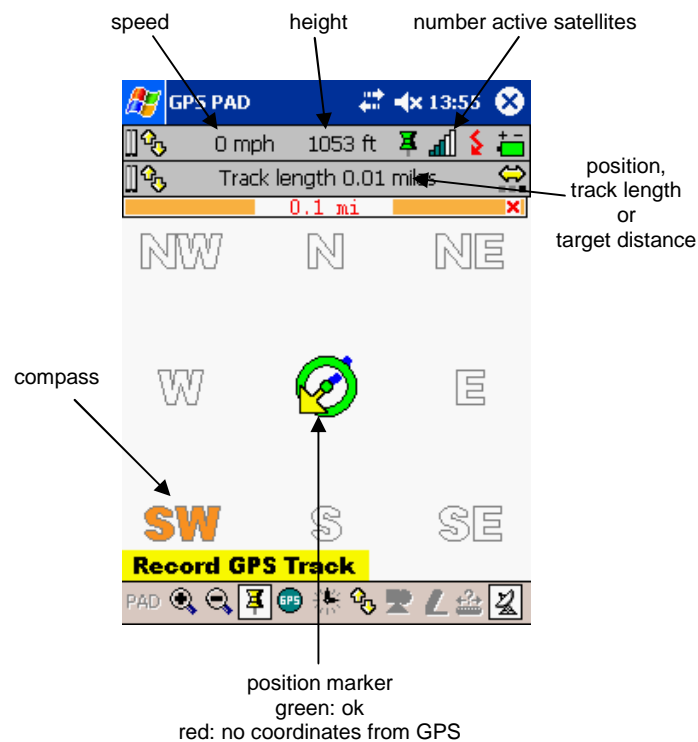 speed height number active satellites
GPS PAD 13:55
0 mph 1053 ft
Track length 0.01 miles
position,
track length
or
target distance
0.1 mi
NW N NE
compass
W E
SW S SE
Record GPS Track
PAD GPS
position marker
green: ok
red: no coordinates from GPS